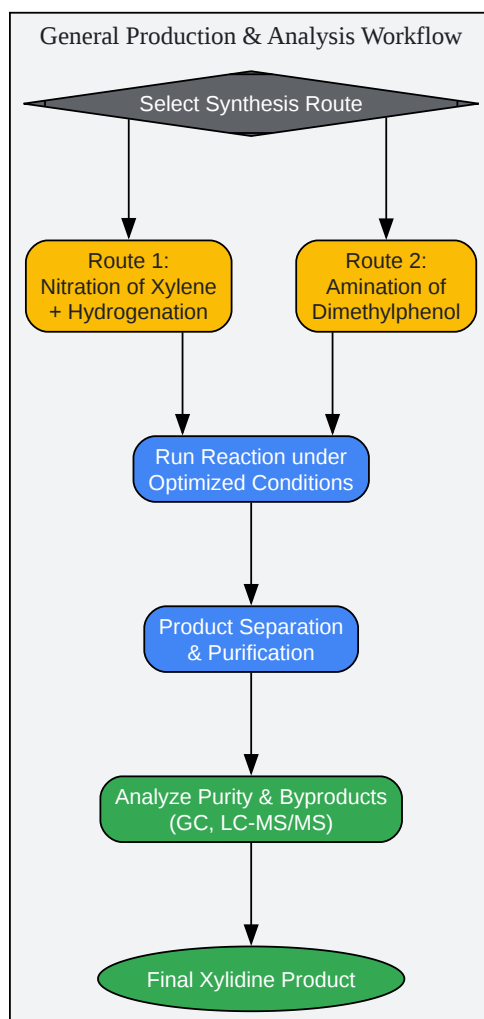 General Production & Analysis Workflow
Select Synthesis Route
Route 1:
Nitration of Xylene
+ Hydrogenation
Route 2:
Amination of
Dimethylphenol
Run Reaction under
Optimized Conditions
Product Separation
& Purification
Analyze Purity & Byproducts
(GC, LC-MS/MS)
Final Xylidine Product